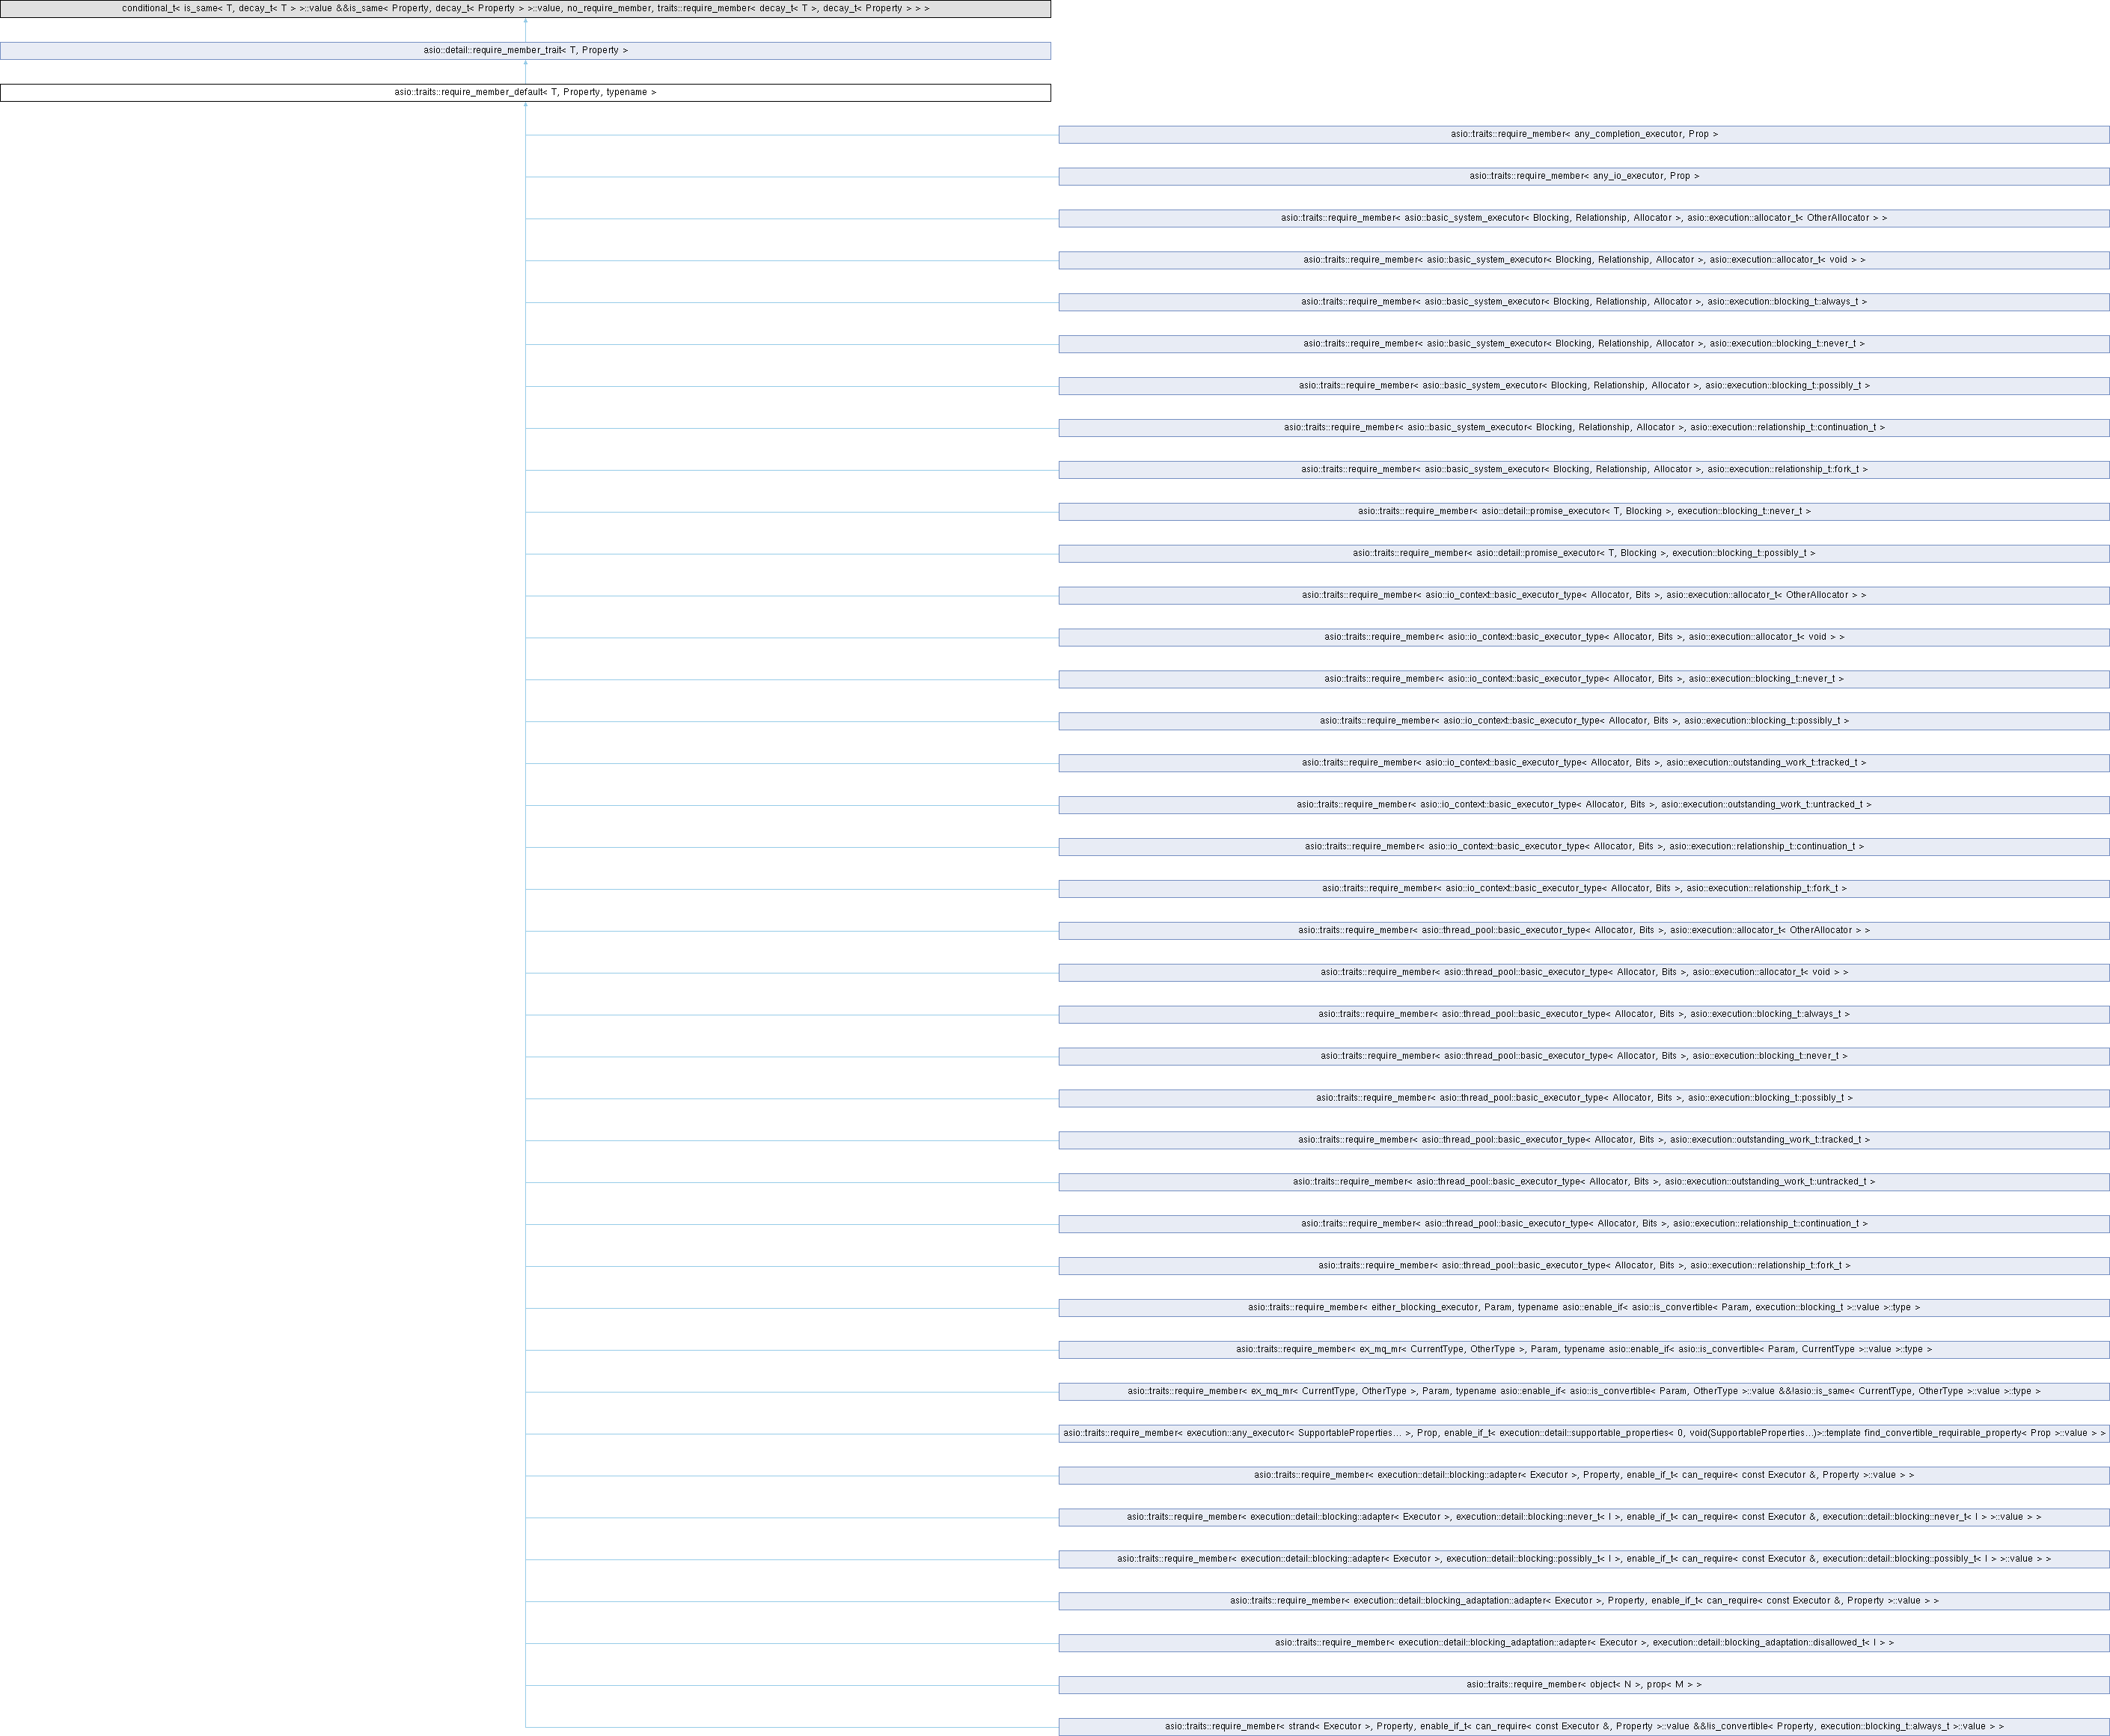 conditional_t< is_same< T, decay_t< T > >::value &&is_same< Property, decay_t< Property > >::value, no_require_member, traits::require_member< decay_t< T >, decay_t< Property > > >
asio::detail::require_member_trait< T, Property >
asio::traits::require_member_default< T, Property, typename >
asio::traits::require_member< any_completion_executor, Prop >
asio::traits::require_member< any_io_executor, Prop >
asio::traits::require_member< asio::basic_system_executor< Blocking, Relationship, Allocator >, asio::execution::allocator_t< OtherAllocator > >
asio::traits::require_member< asio::basic_system_executor< Blocking, Relationship, Allocator >, asio::execution::allocator_t< void > >
asio::traits::require_member< asio::basic_system_executor< Blocking, Relationship, Allocator >, asio::execution::blocking_t::always_t >
asio::traits::require_member< asio::basic_system_executor< Blocking, Relationship, Allocator >, asio::execution::blocking_t::never_t >
asio::traits::require_member< asio::basic_system_executor< Blocking, Relationship, Allocator >, asio::execution::blocking_t::possibly_t >
asio::traits::require_member< asio::basic_system_executor< Blocking, Relationship, Allocator >, asio::execution::relationship_t::continuation_t >
asio::traits::require_member< asio::basic_system_executor< Blocking, Relationship, Allocator >, asio::execution::relationship_t::fork_t >
asio::traits::require_member< asio::detail::promise_executor< T, Blocking >, execution::blocking_t::never_t >
asio::traits::require_member< asio::detail::promise_executor< T, Blocking >, execution::blocking_t::possibly_t >
asio::traits::require_member< asio::io_context::basic_executor_type< Allocator, Bits >, asio::execution::allocator_t< OtherAllocator > >
asio::traits::require_member< asio::io_context::basic_executor_type< Allocator, Bits >, asio::execution::allocator_t< void > >
asio::traits::require_member< asio::io_context::basic_executor_type< Allocator, Bits >, asio::execution::blocking_t::never_t >
asio::traits::require_member< asio::io_context::basic_executor_type< Allocator, Bits >, asio::execution::blocking_t::possibly_t >
asio::traits::require_member< asio::io_context::basic_executor_type< Allocator, Bits >, asio::execution::outstanding_work_t::tracked_t >
asio::traits::require_member< asio::io_context::basic_executor_type< Allocator, Bits >, asio::execution::outstanding_work_t::untracked_t >
asio::traits::require_member< asio::io_context::basic_executor_type< Allocator, Bits >, asio::execution::relationship_t::continuation_t >
asio::traits::require_member< asio::io_context::basic_executor_type< Allocator, Bits >, asio::execution::relationship_t::fork_t >
asio::traits::require_member< asio::thread_pool::basic_executor_type< Allocator, Bits >, asio::execution::allocator_t< OtherAllocator > >
asio::traits::require_member< asio::thread_pool::basic_executor_type< Allocator, Bits >, asio::execution::allocator_t< void > >
asio::traits::require_member< asio::thread_pool::basic_executor_type< Allocator, Bits >, asio::execution::blocking_t::always_t >
asio::traits::require_member< asio::thread_pool::basic_executor_type< Allocator, Bits >, asio::execution::blocking_t::never_t >
asio::traits::require_member< asio::thread_pool::basic_executor_type< Allocator, Bits >, asio::execution::blocking_t::possibly_t >
asio::traits::require_member< asio::thread_pool::basic_executor_type< Allocator, Bits >, asio::execution::outstanding_work_t::tracked_t >
asio::traits::require_member< asio::thread_pool::basic_executor_type< Allocator, Bits >, asio::execution::outstanding_work_t::untracked_t >
asio::traits::require_member< asio::thread_pool::basic_executor_type< Allocator, Bits >, asio::execution::relationship_t::continuation_t >
asio::traits::require_member< asio::thread_pool::basic_executor_type< Allocator, Bits >, asio::execution::relationship_t::fork_t >
asio::traits::require_member< either_blocking_executor, Param, typename asio::enable_if< asio::is_convertible< Param, execution::blocking_t >::value >::type >
asio::traits::require_member< ex_mq_mr< CurrentType, OtherType >, Param, typename asio::enable_if< asio::is_convertible< Param, CurrentType >::value >::type >
asio::traits::require_member< ex_mq_mr< CurrentType, OtherType >, Param, typename asio::enable_if< asio::is_convertible< Param, OtherType >::value &&!asio::is_same< CurrentType, OtherType >::value >::type >
asio::traits::require_member< execution::any_executor< SupportableProperties... >, Prop, enable_if_t< execution::detail::supportable_properties< 0, void(SupportableProperties...)>::template find_convertible_requirable_property< Prop >::value > >
asio::traits::require_member< execution::detail::blocking::adapter< Executor >, Property, enable_if_t< can_require< const Executor &, Property >::value > >
asio::traits::require_member< execution::detail::blocking::adapter< Executor >, execution::detail::blocking::never_t< I >, enable_if_t< can_require< const Executor &, execution::detail::blocking::never_t< I > >::value > >
asio::traits::require_member< execution::detail::blocking::adapter< Executor >, execution::detail::blocking::possibly_t< I >, enable_if_t< can_require< const Executor &, execution::detail::blocking::possibly_t< I > >::value > >
asio::traits::require_member< execution::detail::blocking_adaptation::adapter< Executor >, Property, enable_if_t< can_require< const Executor &, Property >::value > >
asio::traits::require_member< execution::detail::blocking_adaptation::adapter< Executor >, execution::detail::blocking_adaptation::disallowed_t< I > >
asio::traits::require_member< object< N >, prop< M > >
asio::traits::require_member< strand< Executor >, Property, enable_if_t< can_require< const Executor &, Property >::value &&!is_convertible< Property, execution::blocking_t::always_t >::value > >